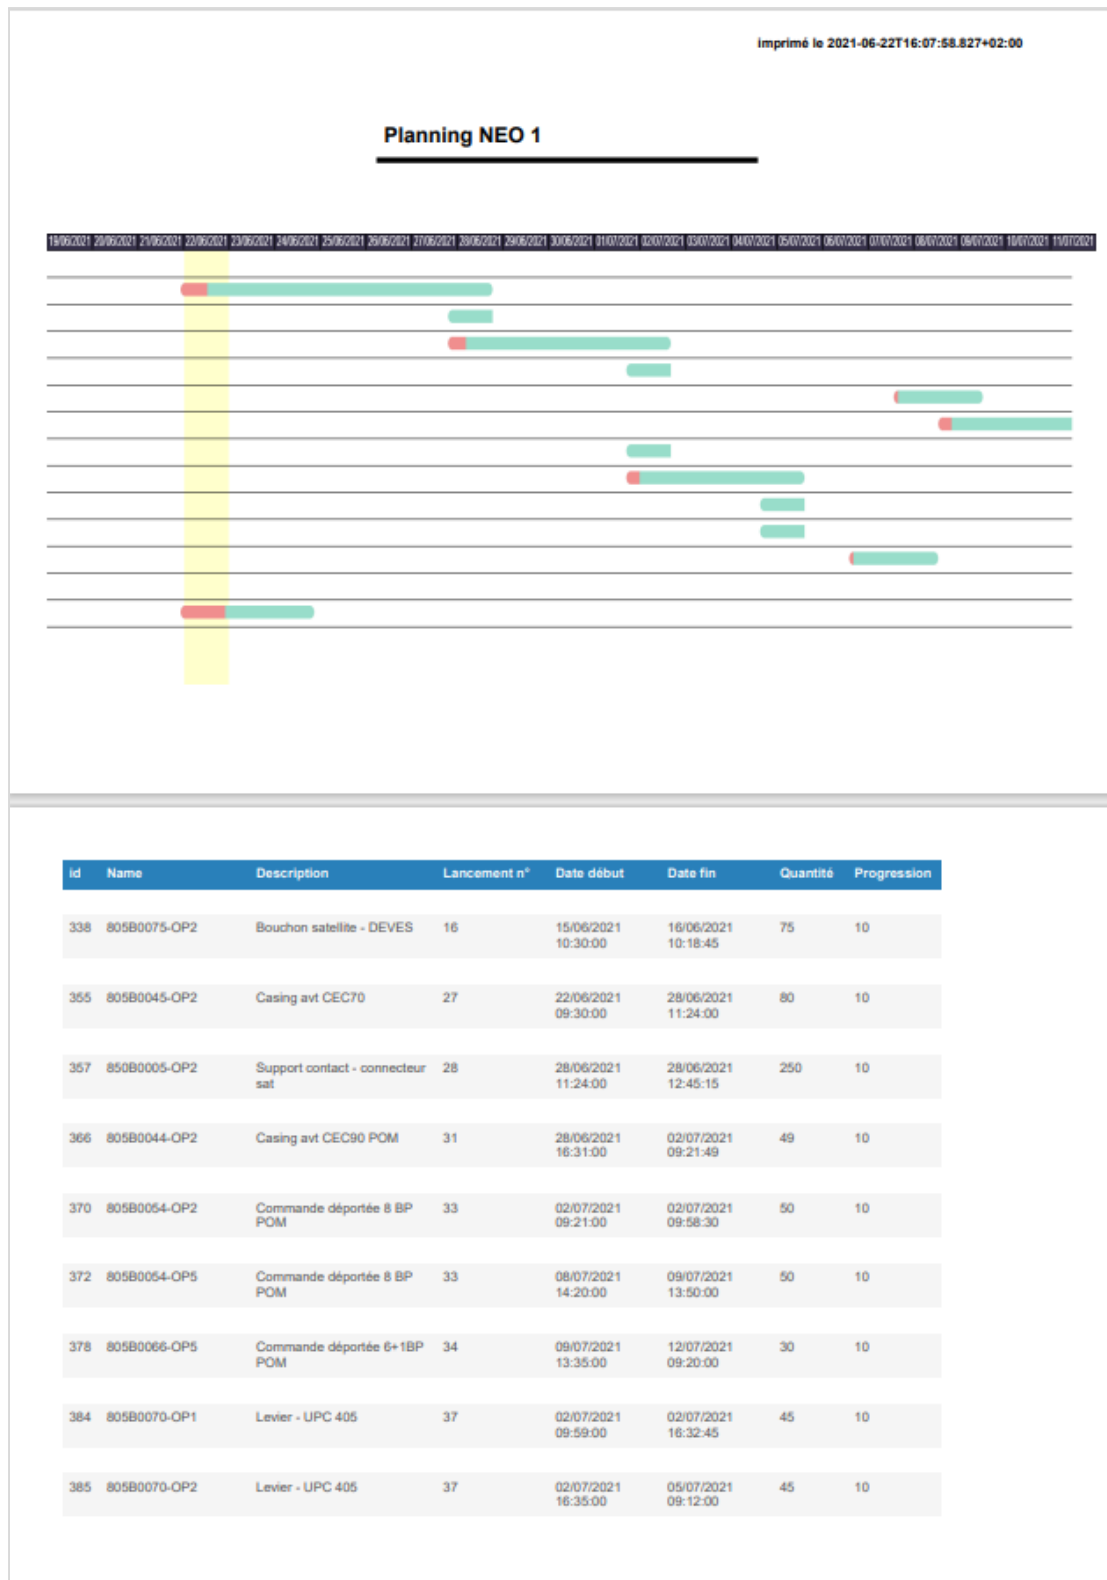 imprimé le 2021-06-22T16:07:58.827+02:00
Planning NEO 1
19/06/2021 20/06/2021 21/06/2021 22/06/2021 23/06/2021 24/06/2021 25/06/2021 26/06/2021 27/06/2021 28/06/2021 29/06/2021 30/06/2021 01/07/2021 02/07/2021 03/07/2021 04/07/2021 05/07/2021 06/07/2021 07/07/2021 08/07/2021 09/07/2021 10/07/2021 11/07/2021
id Name Description Lancement n° Date début Date fin Quantité Progression
338 805B0075-OP2 Bouchon satellite - DEVES 16 15/06/2021 16/06/2021 75 10
10:30:00 10:18:45
355 805B0045-OP2 Casing avt CEC70 27 22/06/2021 28/06/2021 80 10
09:30:00 11:24:00
357 850B0005-OP2 Support contact - connecteur 28 28/06/2021 28/06/2021 250 10
sat 11:24:00 12:45:15
366 805B0044-OP2 Casing avt CEC90 POM 31 28/06/2021 02/07/2021 49 10
16:31:00 09:21:49
370 805B0054-OP2 Commande déportée 8 BP 33 02/07/2021 02/07/2021 50 10
POM 09:21:00 09:58:30
372 805B0054-OP5 Commande déportée 8 BP 33 08/07/2021 09/07/2021 50 10
POM 14:20:00 13:50:00
378 805B0066-OP5 Commande déportée 6+1BP 34 09/07/2021 12/07/2021 30 10
POM 13:35:00 09:20:00
384 805B0070-OP1 Levier - UPC 405 37 02/07/2021 02/07/2021 45 10
09:59:00 16:32:45
385 805B0070-OP2 Levier - UPC 405 37 02/07/2021 05/07/2021 45 10
16:35:00 09:12:00